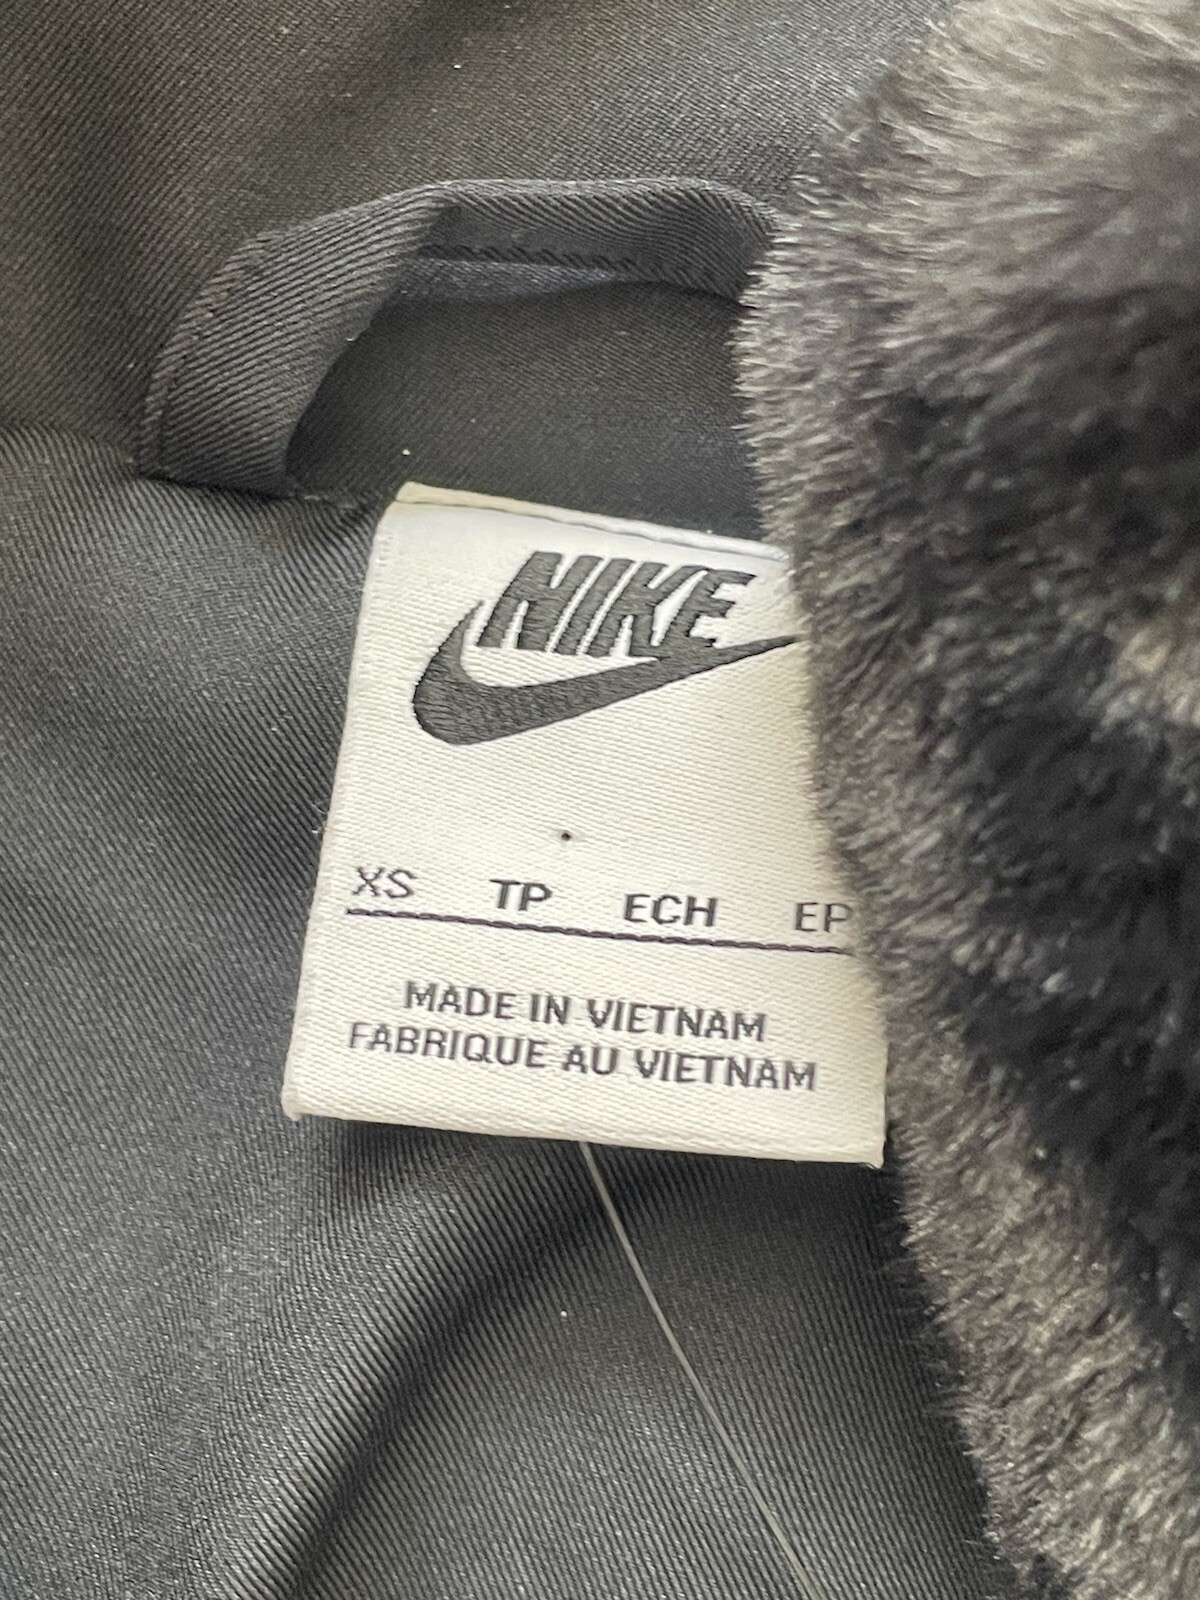 NIKE
XS TP ECH EP
MADE IN VIETNAM
FABRIQUE AU VIETNAM